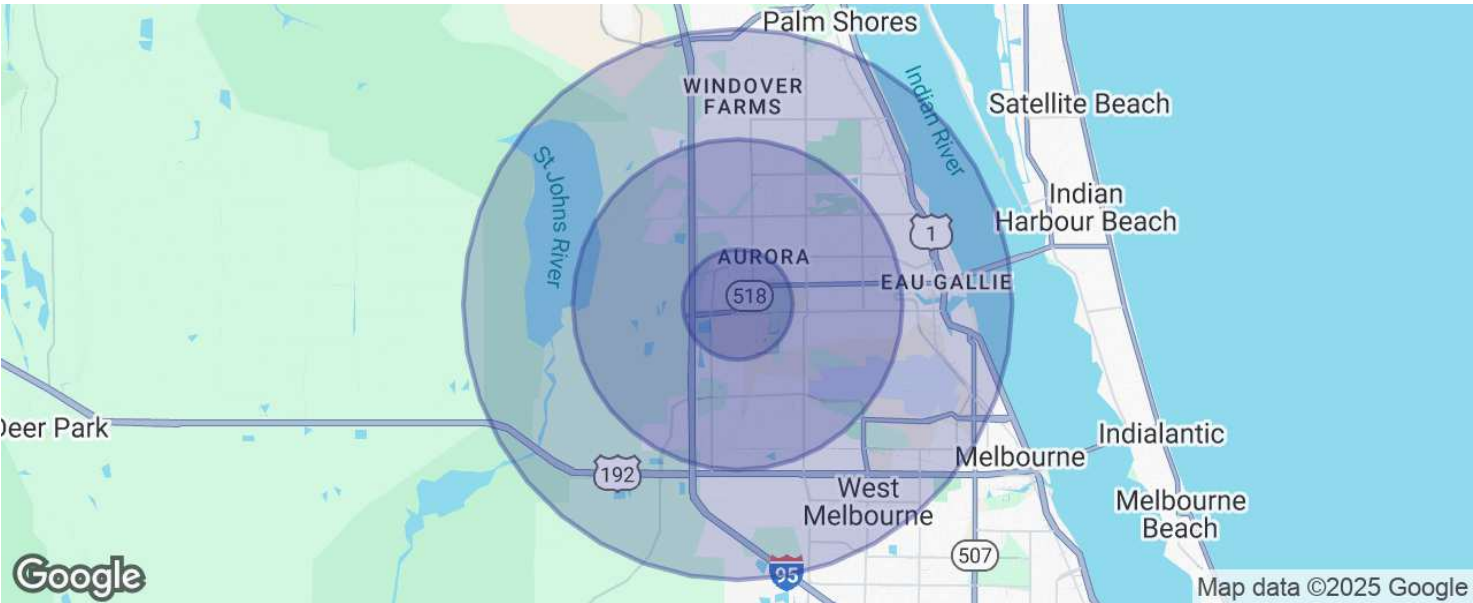 Palm Shores
WINDOVER
FARMS
Satellite Beach
Indian River
St Johns River
Indian
Harbour Beach
1
AURORA
518
EAU GALLIE
Deer Park
192
Indialantic
Melbourne
West
Melbourne
Melbourne
Beach
507
95
Google
Map data ©2025 Google